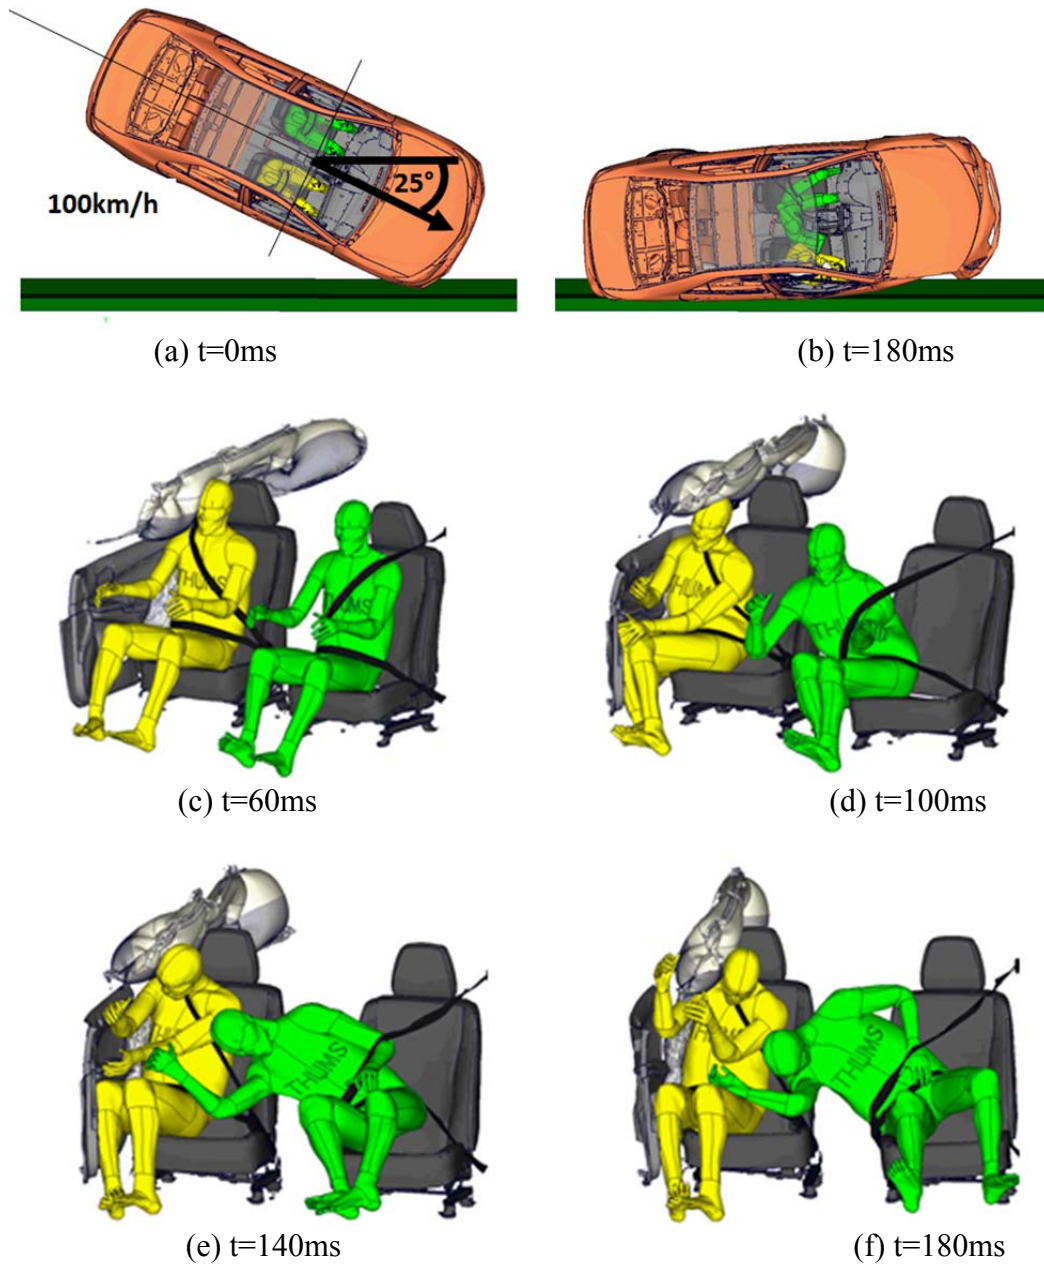 25°
100km/h
(a) t=0ms
(b) t=180ms
THUMS
THUMS
(c) t=60ms
(d) t=100ms
THUMS
(e) t=140ms
THUMS
(f) t=180ms